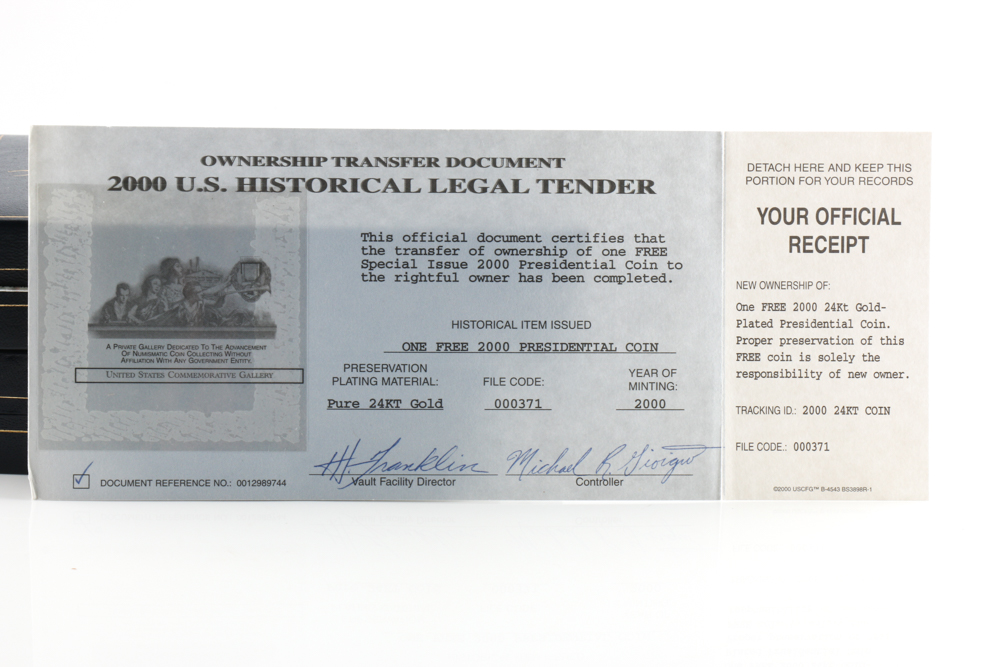 OWNERSHIP TRANSFER DOCUMENT
2000 U.S. HISTORICAL LEGAL TENDER
This official document certifies that
the transfer of ownership of one FREE
Special Issue 2000 Presidential Coin to
the rightful owner has been completed.
A PRIVATE GALLERY DEDICATED TO THE ADVANCEMENT
OF NUMISMATIC COIN COLLECTING WITHOUT
AFFILIATION WITH ANY GOVERNMENT ENTITY.
UNITED STATES COMMEMORATIVE GALLERY
HISTORICAL ITEM ISSUED
ONE FREE 2000 PRESIDENTIAL COIN
PRESERVATION
PLATING MATERIAL:
Pure 24KT Gold
FILE CODE:
000371
YEAR OF
MINTING:
2000
H. Franklin
Vault Facility Director
Michael R.
Controller
DOCUMENT REFERENCE NO.: 0012989744
DETACH HERE AND KEEP THIS
PORTION FOR YOUR RECORDS
YOUR OFFICIAL
RECEIPT
NEW OWNERSHIP OF:
One FREE 2000 24Kt Gold-
Plated Presidential Coin.
Proper preservation of this
FREE coin is solely the
responsibility of new owner.
TRACKING ID.: 2000 24KT COIN
FILE CODE.: 000371
©2000 USCFG™ B-4543 BS3898R-1